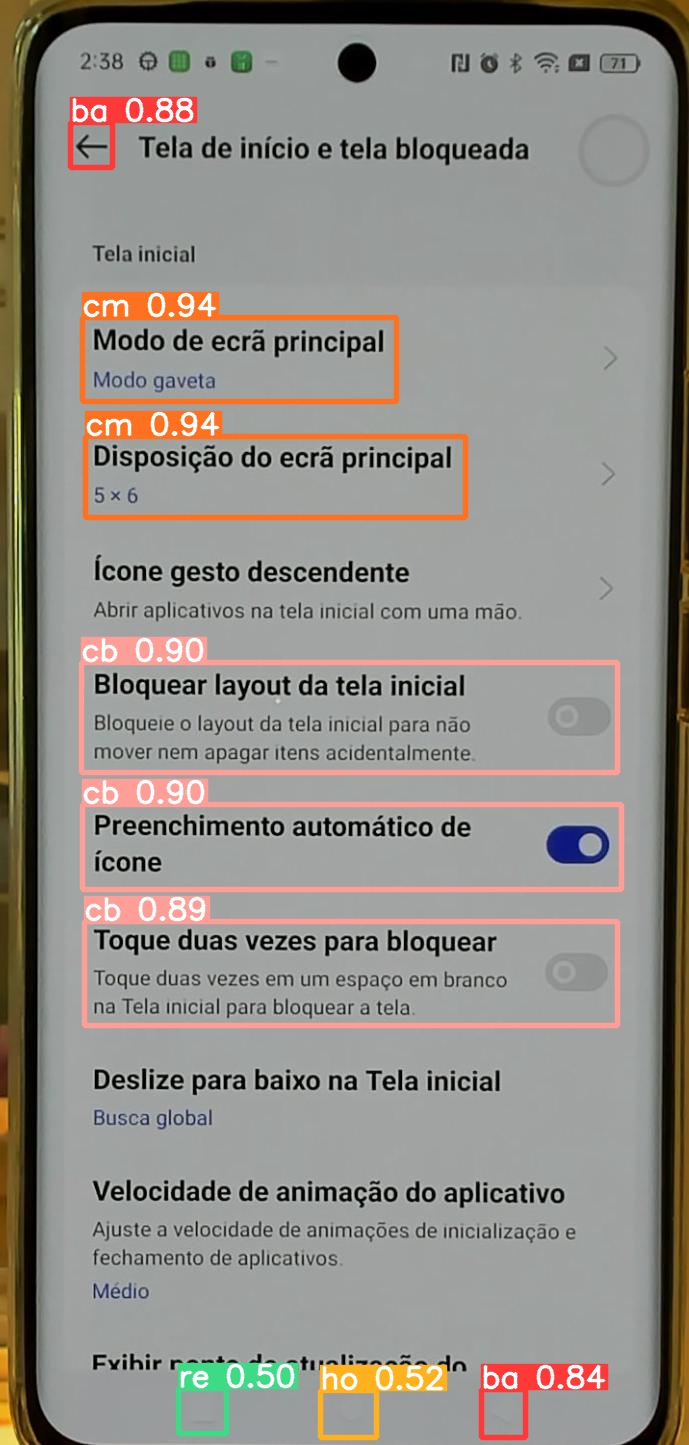 2:38
71
ba 0.88
Tela de início e tela bloqueada
Tela inicial
cm 0.94
Modo de ecrã principal
Modo gaveta
cm 0.94
Disposição do ecrã principal
5 × 6
Ícone gesto descendente
Abrir aplicativos na tela inicial com uma mão.
cb 0.90
Bloquear layout da tela inicial
Bloqueie o layout da tela inicial para não
mover nem apagar itens acidentalmente.
cb 0.90
Preenchimento automático de
ícone
cb 0.89
Toque duas vezes para bloquear
Toque duas vezes em um espaço em branco
na Tela inicial para bloquear a tela.
Deslize para baixo na Tela inicial
Busca global
Velocidade de animação do aplicativo
Ajuste a velocidade de animações de inicialização e
fechamento de aplicativos.
Médio
Exibir ponto de atualização do
re 0.50
ho 0.52
ba 0.84